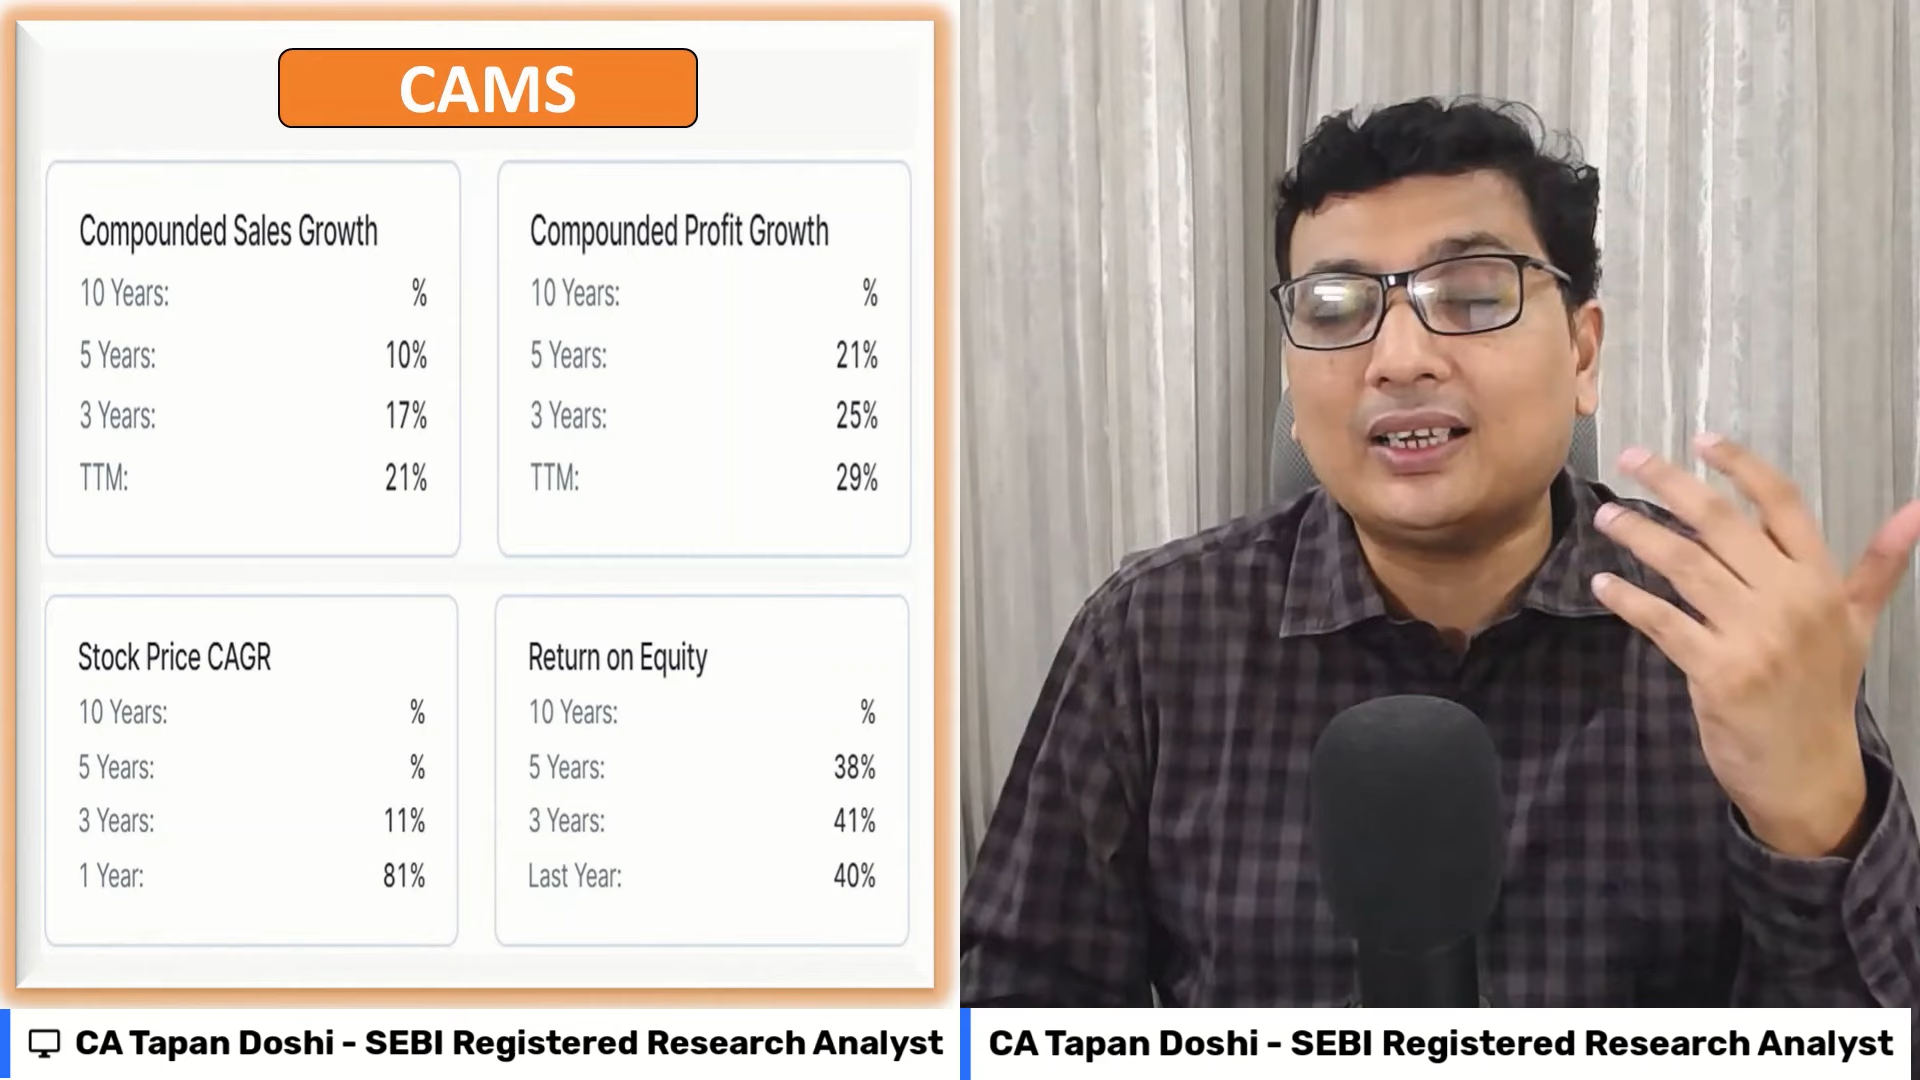 CAMS
Compounded Sales Growth
10 Years: %
5 Years: 10%
3 Years: 17%
TTM: 21%
Compounded Profit Growth
10 Years: %
5 Years: 21%
3 Years: 25%
TTM: 29%
Stock Price CAGR
10 Years: %
5 Years: %
3 Years: 11%
1 Year: 81%
Return on Equity
10 Years: %
5 Years: 38%
3 Years: 41%
Last Year: 40%
CA Tapan Doshi - SEBI Registered Research Analyst
CA Tapan Doshi - SEBI Registered Research Analyst